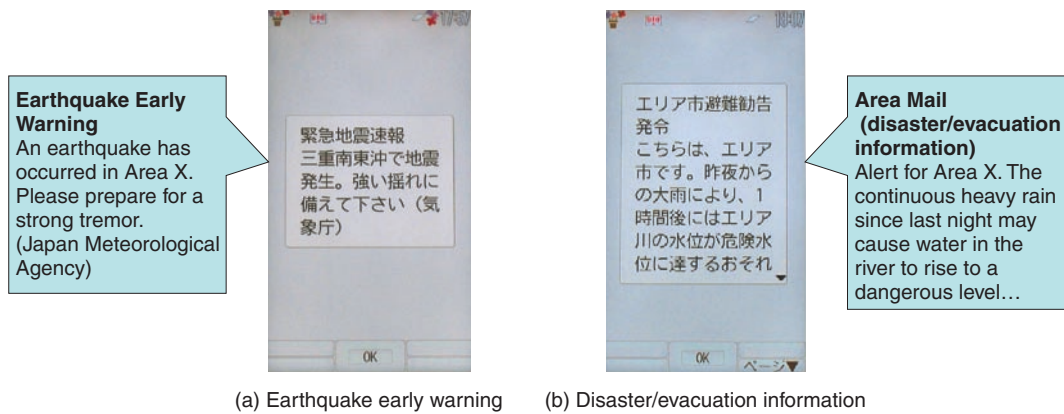 Earthquake Early
Warning
An earthquake has
occurred in Area X.
Please prepare for a
strong tremor.
(Japan Meteorological
Agency)
緊急地震速報
三重南東沖で地震
発生。強い揺れに
備えて下さい（気
象庁）
OK
エリア市避難勧告
発令
こちらは、エリア
市です。昨夜から
の大雨により、1
時間後にはエリア
川の水位が危険水
位に達するおそれ
OK
ページ▼
Area Mail
(disaster/evacuation
information)
Alert for Area X. The
continuous heavy rain
since last night may
cause water in the
river to rise to a
dangerous level…
(a) Earthquake early warning
(b) Disaster/evacuation information